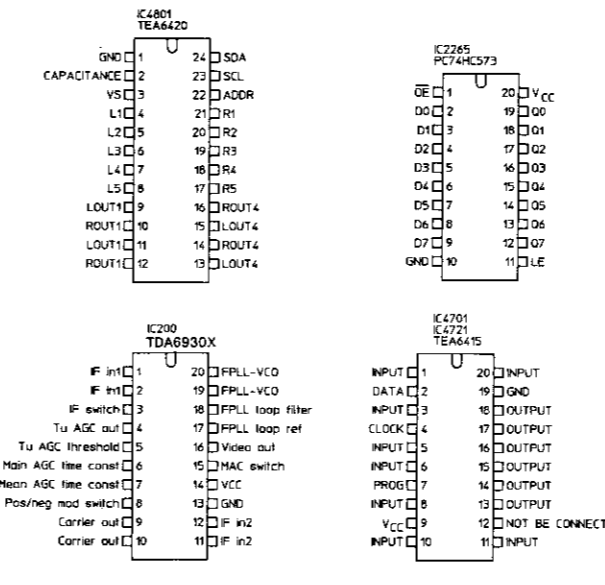 IC4801
TEA6420
GND 1 24 SDA
CAPACITANCE 2 23 SCL
VS 3 22 ADDR
L1 4 21 R1
L2 5 20 R2
L3 6 19 R3
L4 7 18 R4
L5 8 17 R5
LOUT1 9 16 ROUT4
ROUT1 10 15 LOUT4
LOUT1 11 14 ROUT4
ROUT1 12 13 LOUT4
IC2265
PC74HC573
OE 1 20 VCC
D0 2 19 Q0
D1 3 18 Q1
D2 4 17 Q2
D3 5 16 Q3
D4 6 15 Q4
D5 7 14 Q5
D6 8 13 Q6
D7 9 12 Q7
GND 10 11 LE
IC200
TDA6930X
IF in1 1 20 FPLL-VCO
IF in1 2 19 FPLL-VCO
IF switch 3 18 FPLL loop filter
Tu AGC out 4 17 FPLL loop ref
Tu AGC threshold 5 16 Video out
Main AGC time const 6 15 MAC switch
Mean AGC time const 7 14 VCC
Pos/neg mod switch 8 13 GND
Carrier out 9 12 IF in2
Carrier out 10 11 IF in2
IC4701
IC4721
TEA6415
INPUT 1 20 INPUT
DATA 2 19 GND
INPUT 3 18 OUTPUT
CLOCK 4 17 OUTPUT
INPUT 5 16 OUTPUT
INPUT 6 15 OUTPUT
PROG 7 14 OUTPUT
INPUT 8 13 OUTPUT
VCC 9 12 NOT BE CONNECT
INPUT 10 11 INPUT